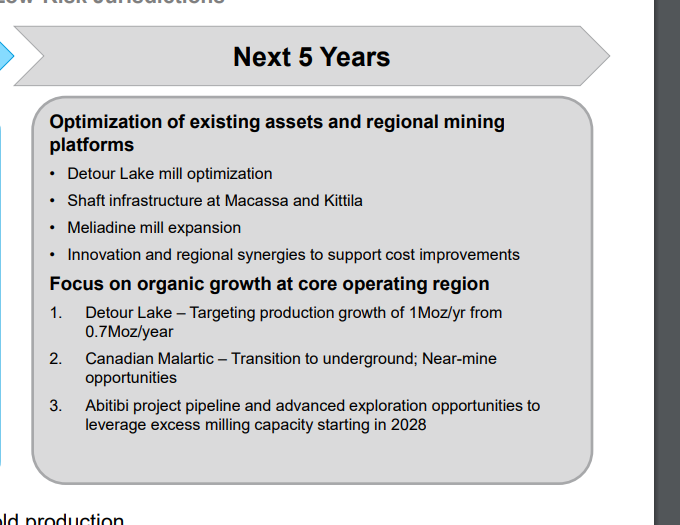 Next 5 Years
Optimization of existing assets and regional mining
platforms
• Detour Lake mill optimization
• Shaft infrastructure at Macassa and Kittila
• Meliadine mill expansion
• Innovation and regional synergies to support cost improvements
Focus on organic growth at core operating region
1. Detour Lake – Targeting production growth of 1Moz/yr from
0.7Moz/year
2. Canadian Malartic – Transition to underground; Near-mine
opportunities
3. Abitibi project pipeline and advanced exploration opportunities to
leverage excess milling capacity starting in 2028
production